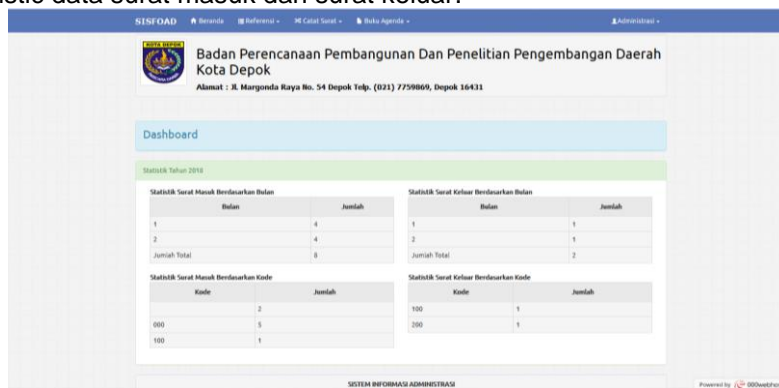 istic data surat masuk dan surat keluar.
SISFOAD Beranda Referensi Catat Surat Buku Agenda Administrasi
KOTA DEPOK
Badan Perencanaan Pembangunan Dan Penelitian Pengembangan Daerah
Kota Depok
Alamat : Jl. Margonda Raya No. 54 Depok Telp. (021) 7759869, Depok 16431
Dashboard
Statistik Tahun 2018
Statistik Surat Masuk Berdasarkan Bulan
Bulan Jumlah
1 4
2 4
Jumlah Total 8
Statistik Surat Keluar Berdasarkan Bulan
Bulan Jumlah
1 1
2 1
Jumlah Total 2
Statistik Surat Masuk Berdasarkan Kode
Kode Jumlah
2
000 5
100 1
Statistik Surat Keluar Berdasarkan Kode
Kode Jumlah
100 1
200 1
SISTEM INFORMASI ADMINISTRASI
Powered by 000webhost